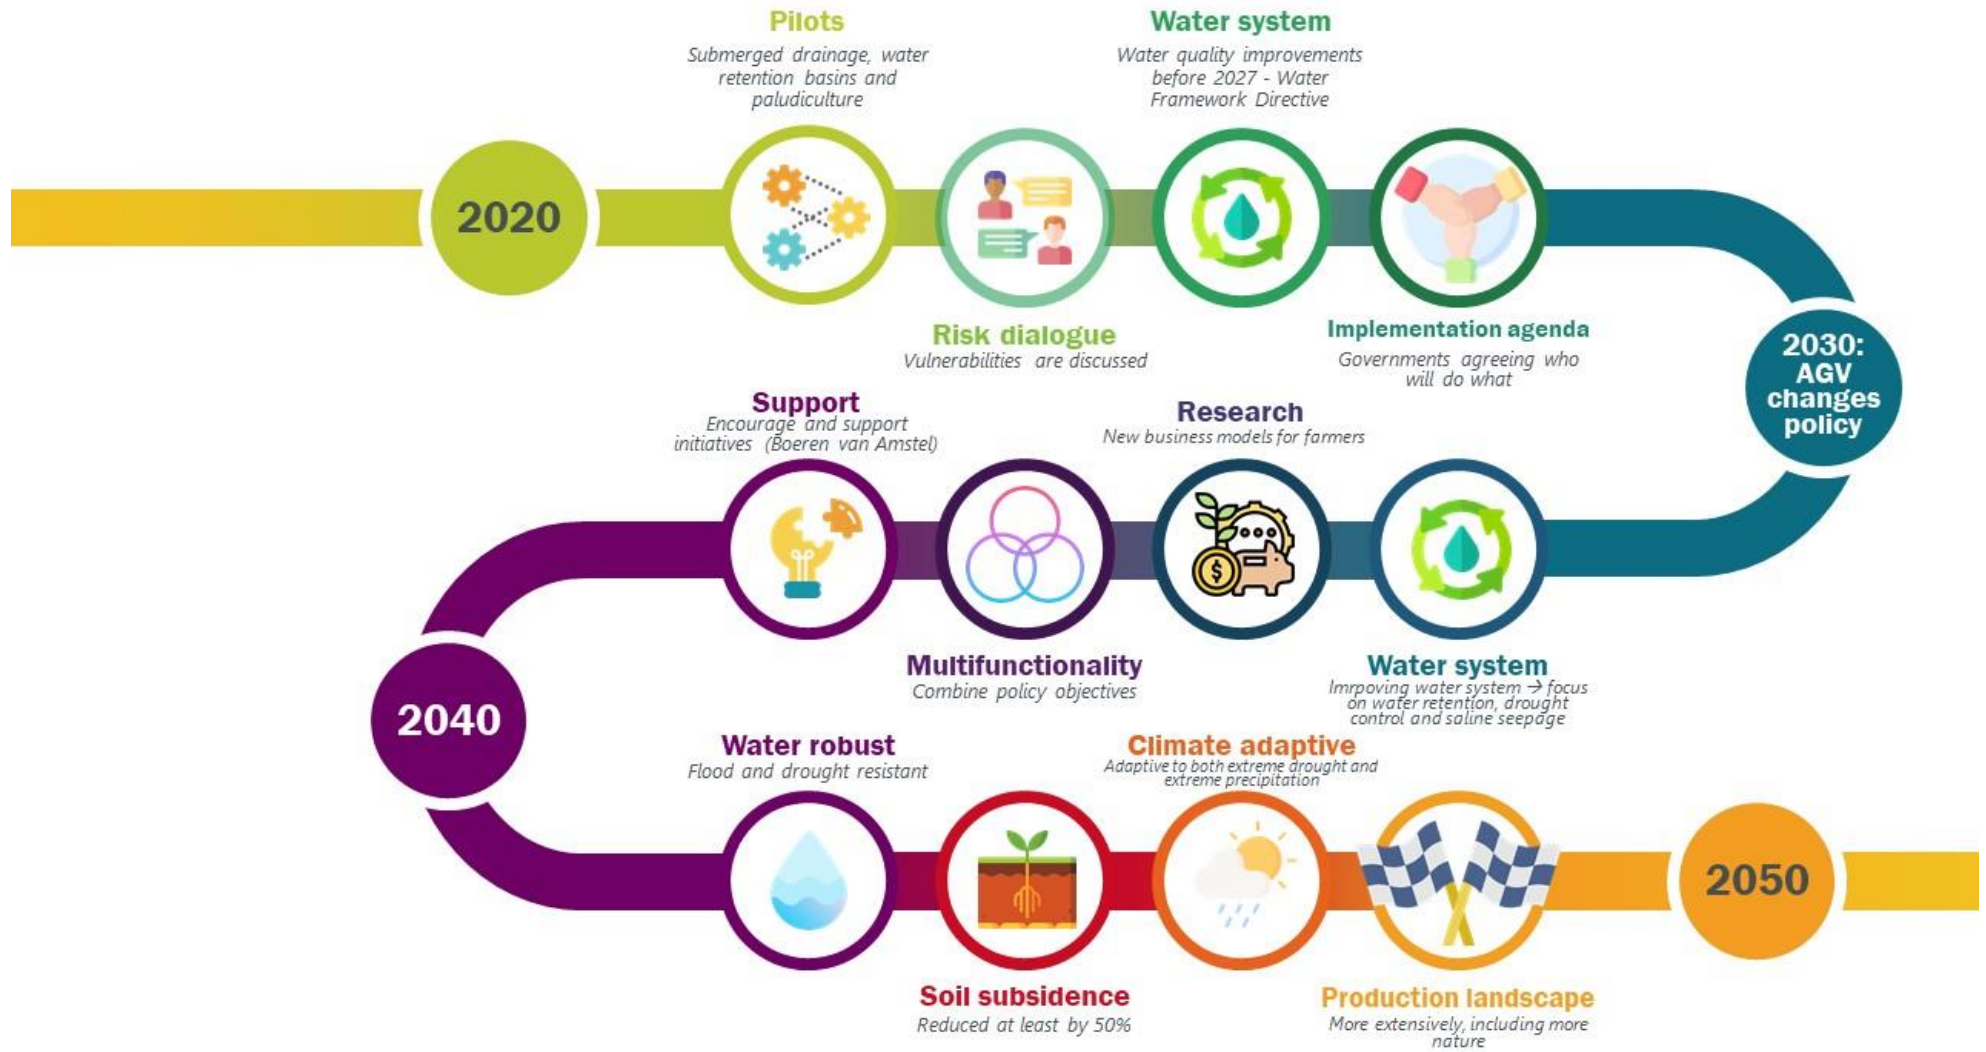 Pilots
Submerged drainage, water
retention basins and
paludiculture
Water system
Water quality improvements
before 2027 - Water
Framework Directive
2020
Risk dialogue
Vulnerabilities are discussed
Implementation agenda
Governments agreeing who
will do what
2030:
AGV
changes
policy
Support
Encourage and support
initiatives (Boeren van Amstel)
Research
New business models for farmers
$
Multifunctionality
Combine policy objectives
Water system
Imrpoving water system → focus
on water retention, drought
control and saline seepage
2040
Water robust
Flood and drought resistant
Climate adaptive
Adaptive to both extreme drought and
extreme precipitation
2050
Soil subsidence
Reduced at least by 50%
Production landscape
More extensively, including more
nature